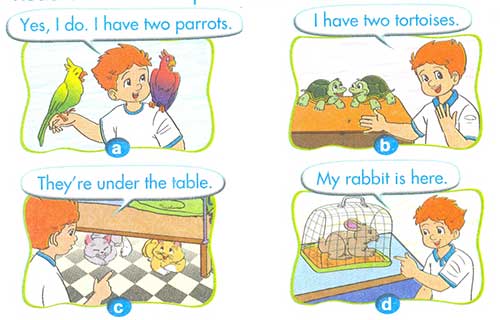 Yes, I do. I have two parrots.
a
I have two tortoises.
b
They're under the table.
c
My rabbit is here.
d